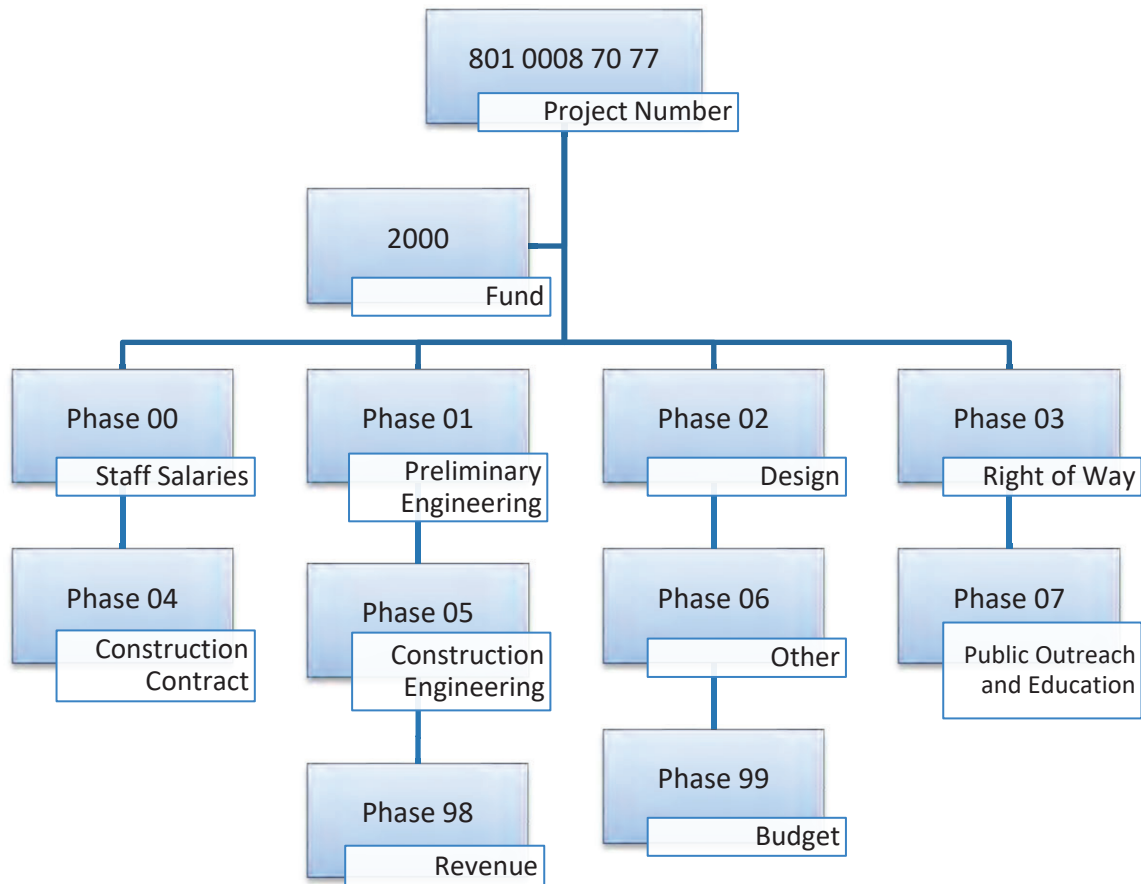 801 0008 70 77
Project Number
2000
Fund
Phase 00
Staff Salaries
Phase 01
Preliminary
Engineering
Phase 02
Design
Phase 03
Right of Way
Phase 04
Construction
Contract
Phase 05
Construction
Engineering
Phase 06
Other
Phase 07
Public Outreach
and Education
Phase 98
Revenue
Phase 99
Budget